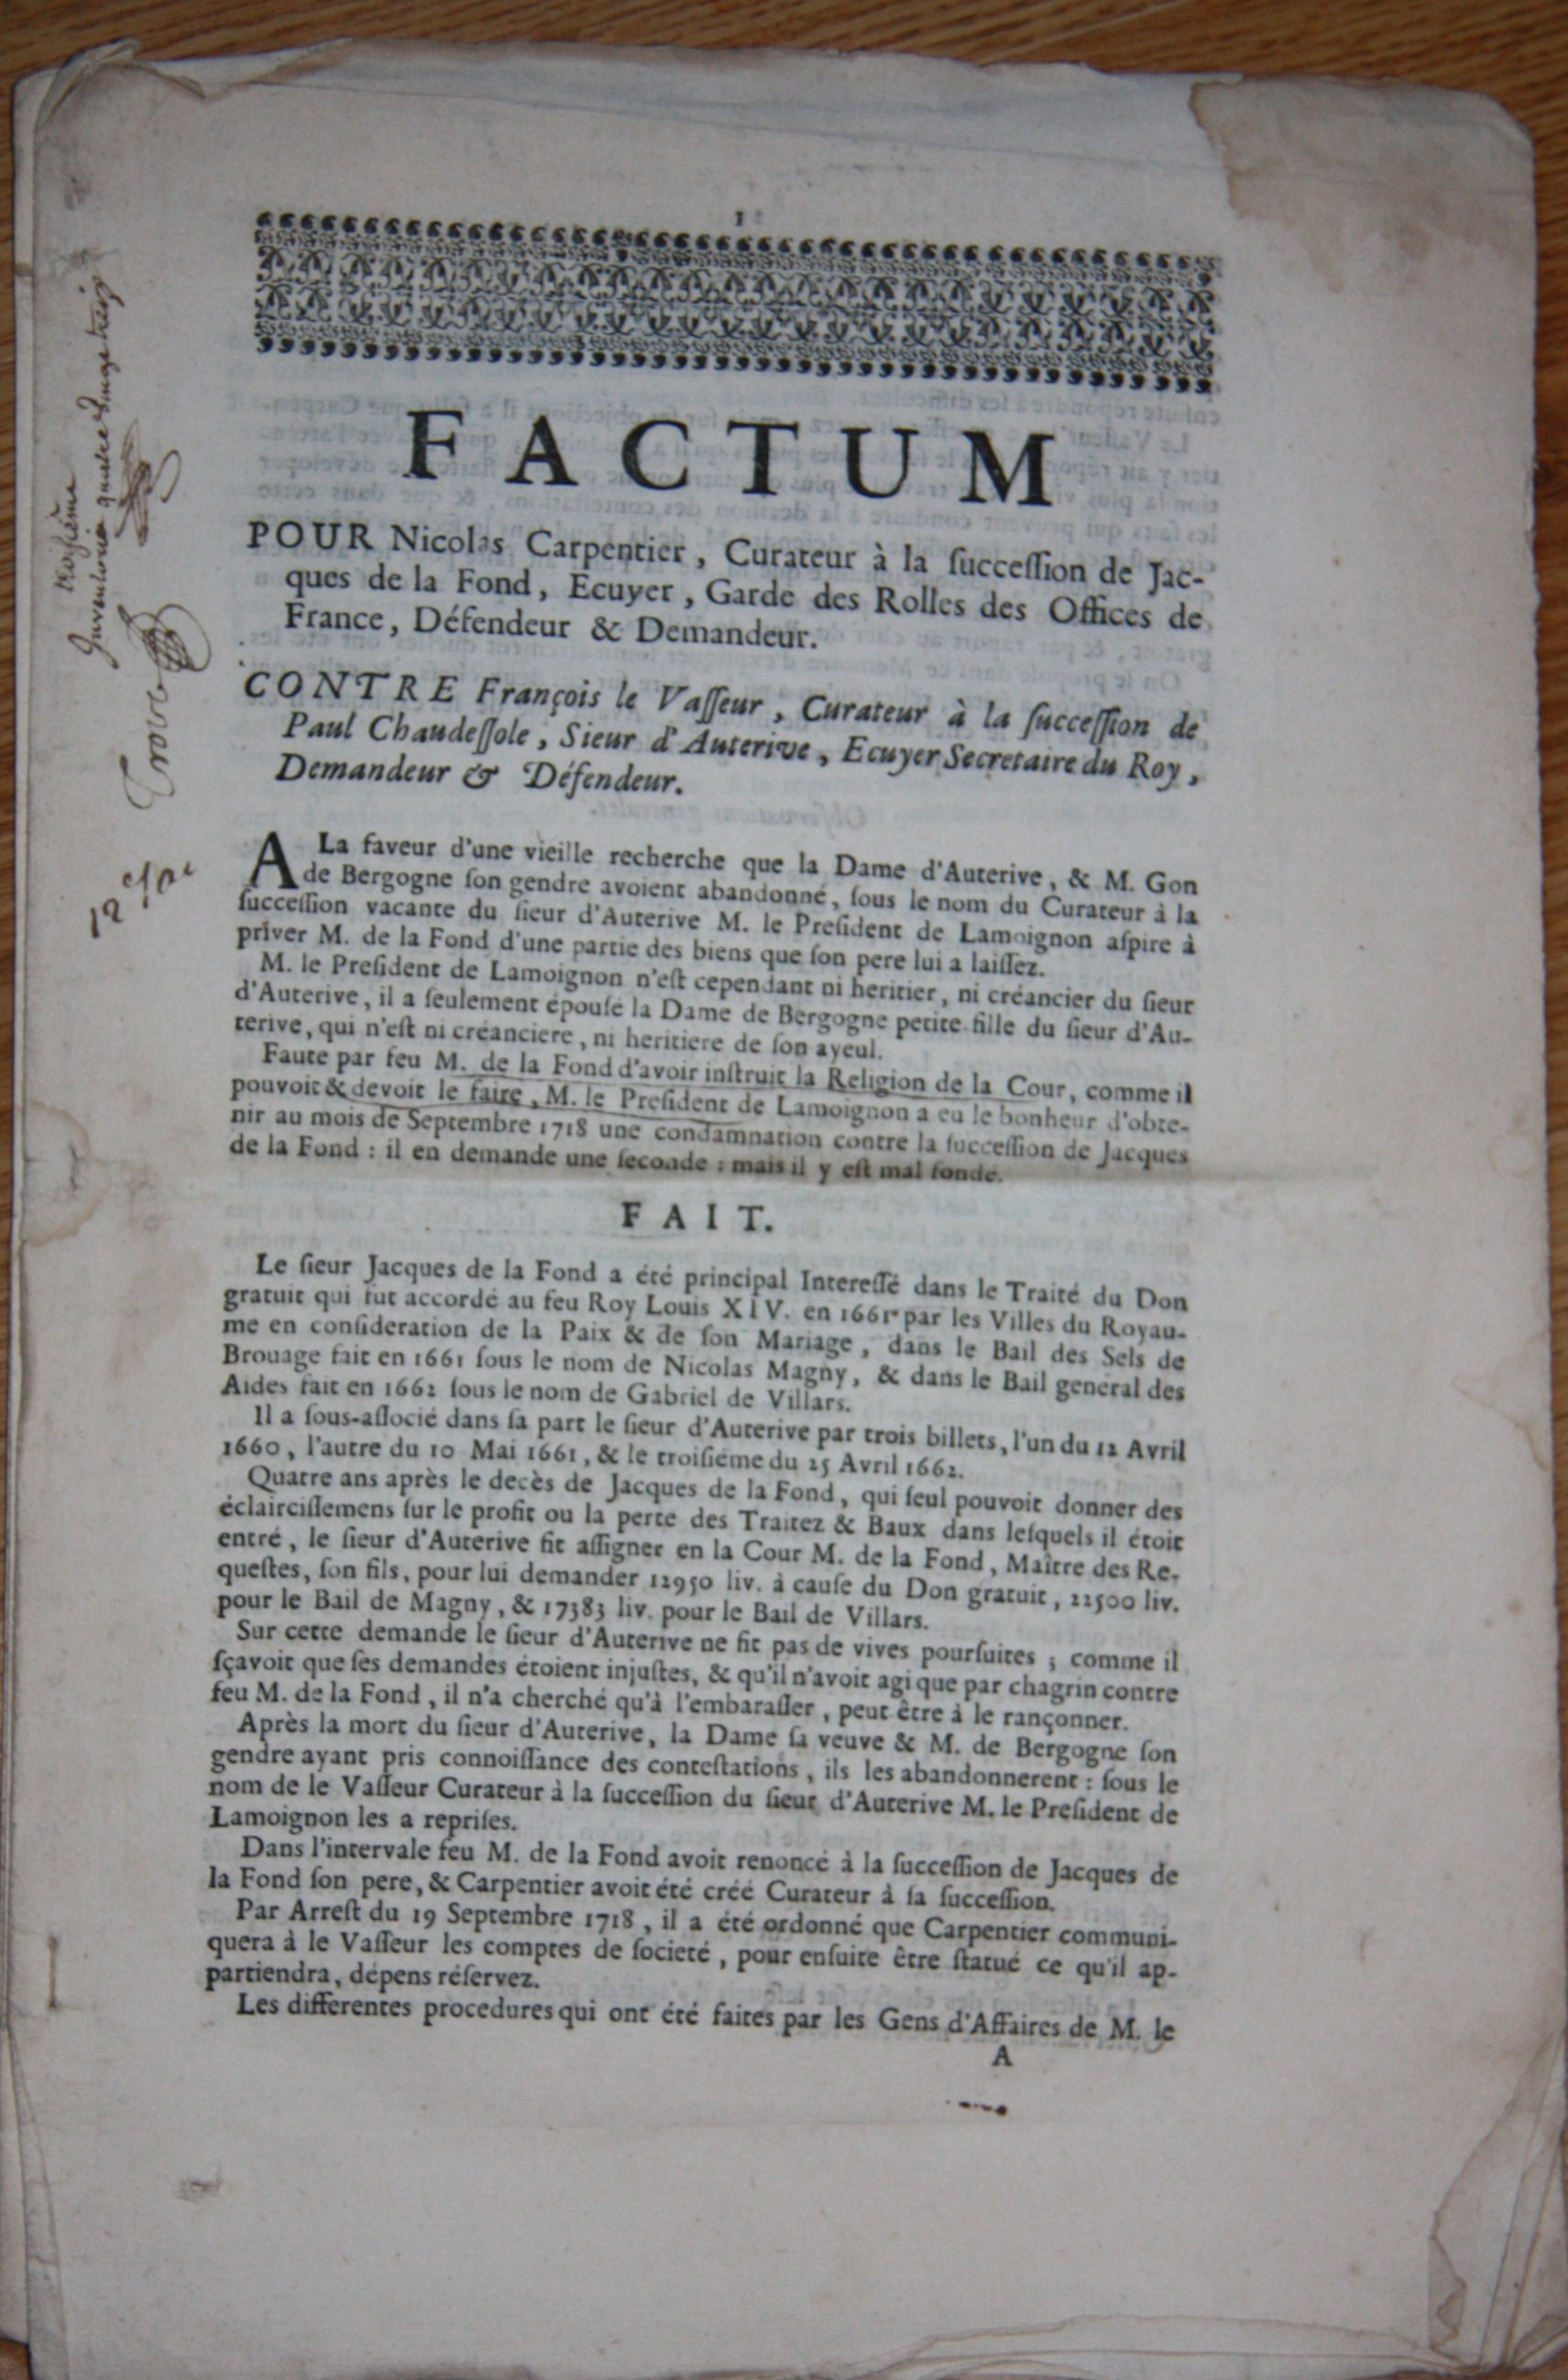 1
FACTUM
POUR Nicolas Carpentier, Curateur à la ſucceſſion de Jac-
ques de la Fond, Ecuyer, Garde des Rolles des Offices de
France, Défendeur & Demandeur.
CONTRE François le Vaſſeur, Curateur à la ſucceſſion de
Paul Chaudeſſole, Sieur d'Auterive, Ecuyer Secretaire du Roy,
Demandeur & Défendeur.
A La faveur d'une vieille recherche que la Dame d'Auterive, & M. Gon
de Bergogne ſon gendre avoient abandonné, ſous le nom du Curateur à la
ſucceſſion vacante du ſieur d'Auterive M. le Preſident de Lamoignon aſpire à
priver M. de la Fond d'une partie des biens que ſon pere lui a laiſſez.
M. le Preſident de Lamoignon n'eſt cependant ni heritier, ni créancier du ſieur
d'Auterive, il a ſeulement épouſé la Dame de Bergogne petite-fille du ſieur d'Au-
terive, qui n'eſt ni créanciere, ni heritiere de ſon ayeul.
Faute par feu M. de la Fond d'avoir inſtruit la Religion de la Cour, comme il
pouvoit & devoit le faire, M. le Preſident de Lamoignon a eu le bonheur d'obte-
nir au mois de Septembre 1718 une condamnation contre la ſucceſſion de Jacques
de la Fond : il en demande une ſeconde : mais il y eſt mal fondé.
FAIT.
Le ſieur Jacques de la Fond a été principal Intereſſé dans le Traité du Don
gratuit qui fut accordé au feu Roy Louis XIV. en 1661 par les Villes du Royau-
me en conſideration de la Paix & de ſon Mariage, dans le Bail des Sels de
Brouage fait en 1661 ſous le nom de Nicolas Magny, & dans le Bail general des
Aides fait en 1662 ſous le nom de Gabriel de Villars.
Il a ſous-aſſocié dans ſa part le ſieur d'Auterive par trois billets, l'un du 12 Avril
1660, l'autre du 10 Mai 1661, & le troiſiéme du 25 Avril 1662.
Quatre ans après le decès de Jacques de la Fond, qui ſeul pouvoit donner des
éclairciſſemens ſur le profit ou la perte des Traitez & Baux dans leſquels il étoit
entré, le ſieur d'Auterive fit aſſigner en la Cour M. de la Fond, Maître des Re-
queſtes, ſon fils, pour lui demander 12950 liv. à cauſe du Don gratuit, 22500 liv.
pour le Bail de Magny, & 17383 liv. pour le Bail de Villars.
Sur cette demande le ſieur d'Auterive ne fit pas de vives pourſuites ; comme il
ſçavoit que ſes demandes étoient injuſtes, & qu'il n'avoit agi que par chagrin contre
feu M. de la Fond, il n'a cherché qu'à l'embaraſſer, peut être à le rançonner.
Après la mort du ſieur d'Auterive, la Dame ſa veuve & M. de Bergogne ſon
gendre ayant pris connoiſſance des conteſtations, ils les abandonnerent : ſous le
nom de le Vaſſeur Curateur à la ſucceſſion du ſieur d'Auterive M. le Preſident de
Lamoignon les a repriſes.
Dans l'intervale feu M. de la Fond avoit renoncé à la ſucceſſion de Jacques de
la Fond ſon pere, & Carpentier avoit été créé Curateur à ſa ſucceſſion.
Par Arreſt du 19 Septembre 1718, il a été ordonné que Carpentier communi-
quera à le Vaſſeur les comptes de ſocieté, pour enſuite être ſtatué ce qu'il ap-
partiendra, dépens réſervez.
Les differentes procedures qui ont été faites par les Gens d'Affaires de M. le
A